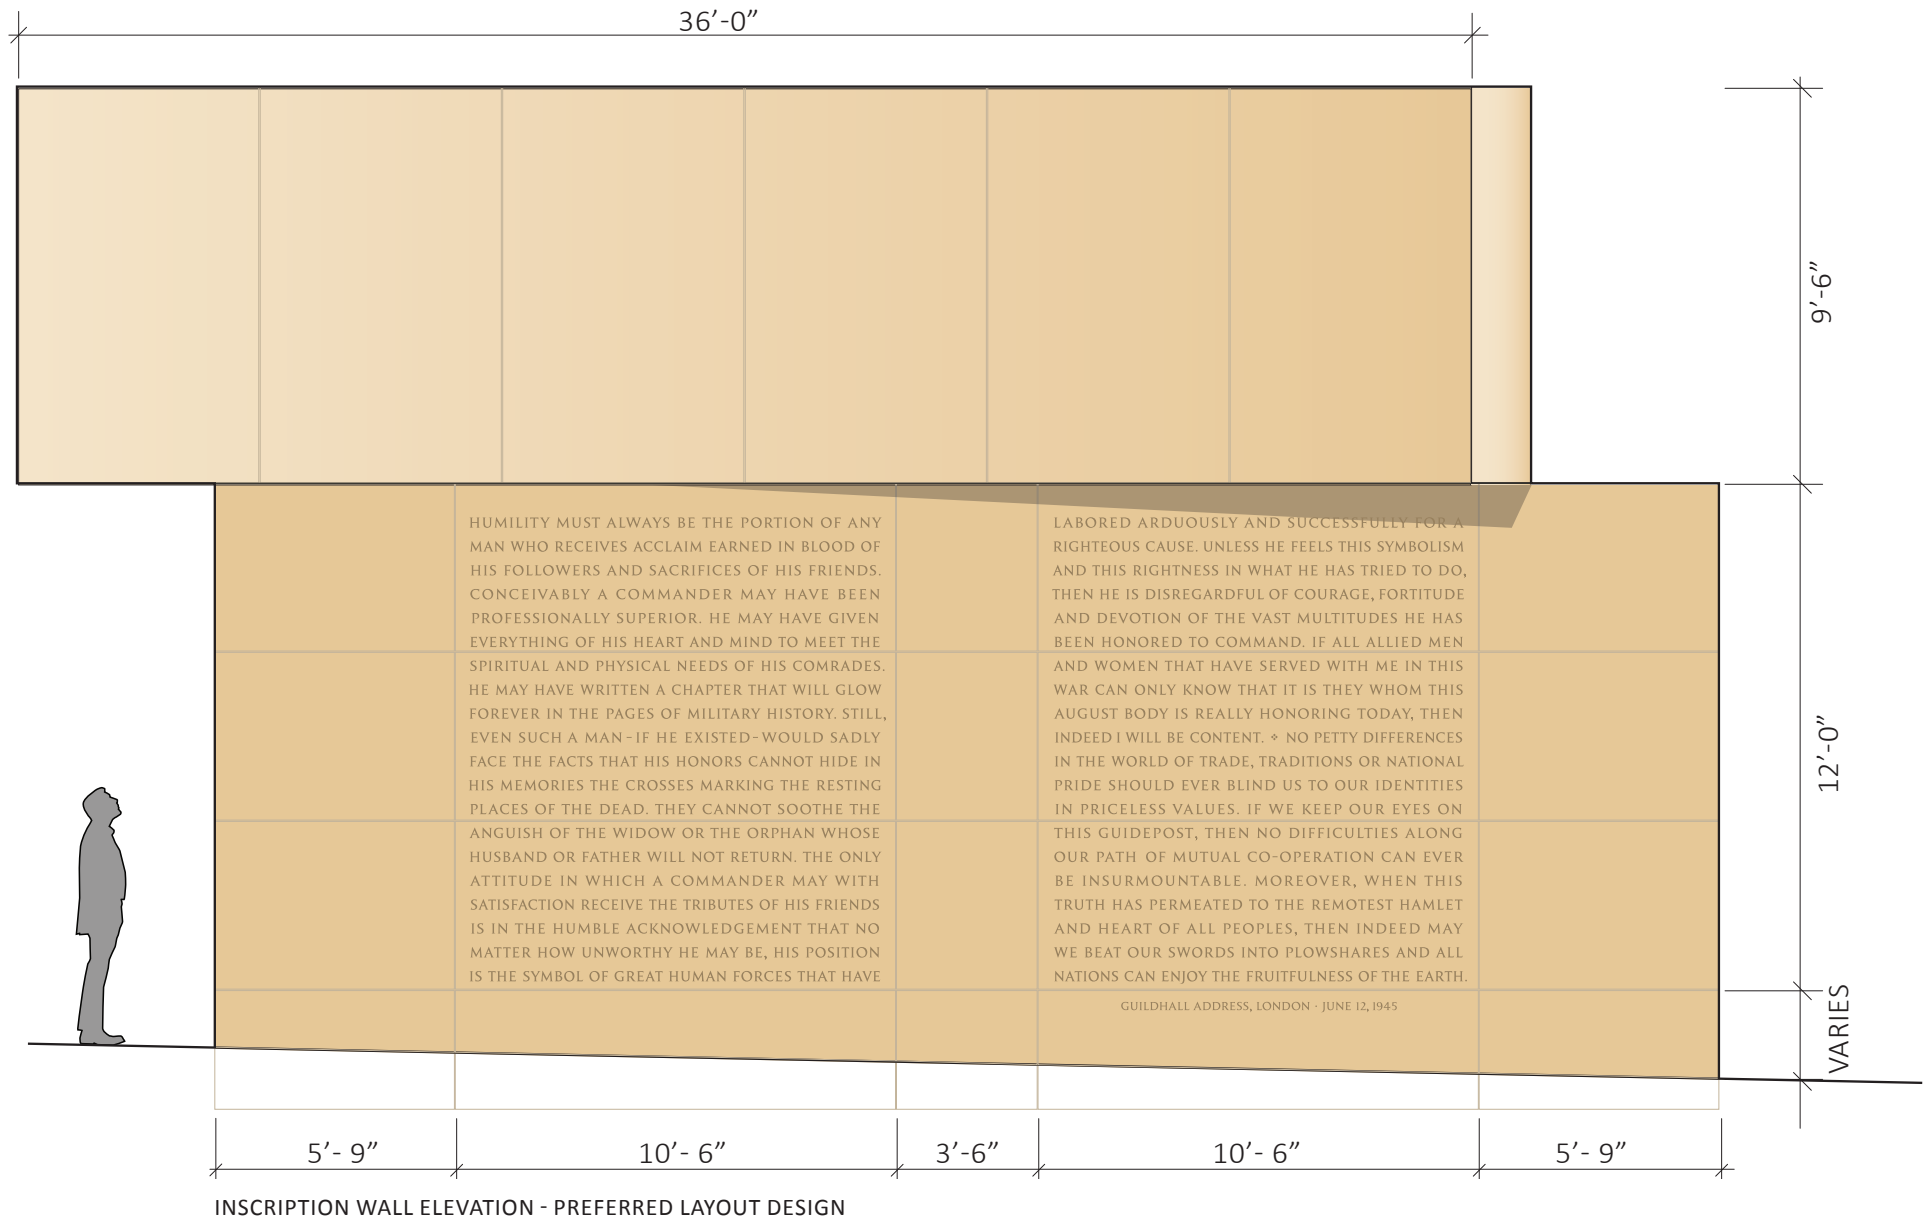 36’-0”
9’-6”
HUMILITY MUST ALWAYS BE THE PORTION OF ANY
MAN WHO RECEIVES ACCLAIM EARNED IN BLOOD OF
HIS FOLLOWERS AND SACRIFICES OF HIS FRIENDS.
CONCEIVABLY A COMMANDER MAY HAVE BEEN
PROFESSIONALLY SUPERIOR. HE MAY HAVE GIVEN
EVERYTHING OF HIS HEART AND MIND TO MEET THE
SPIRITUAL AND PHYSICAL NEEDS OF HIS COMRADES.
HE MAY HAVE WRITTEN A CHAPTER THAT WILL GLOW
FOREVER IN THE PAGES OF MILITARY HISTORY. STILL,
EVEN SUCH A MAN-IF HE EXISTED-WOULD SADLY
FACE THE FACTS THAT HIS HONORS CANNOT HIDE IN
HIS MEMORIES THE CROSSES MARKING THE RESTING
PLACES OF THE DEAD. THEY CANNOT SOOTHE THE
ANGUISH OF THE WIDOW OR THE ORPHAN WHOSE
HUSBAND OR FATHER WILL NOT RETURN. THE ONLY
ATTITUDE IN WHICH A COMMANDER MAY WITH
SATISFACTION RECEIVE THE TRIBUTES OF HIS FRIENDS
IS IN THE HUMBLE ACKNOWLEDGEMENT THAT NO
MATTER HOW UNWORTHY HE MAY BE, HIS POSITION
IS THE SYMBOL OF GREAT HUMAN FORCES THAT HAVE
LABORED ARDUOUSLY AND SUCCESSFULLY FOR A
RIGHTEOUS CAUSE. UNLESS HE FEELS THIS SYMBOLISM
AND THIS RIGHTNESS IN WHAT HE HAS TRIED TO DO,
THEN HE IS DISREGARDFUL OF COURAGE, FORTITUDE
AND DEVOTION OF THE VAST MULTITUDES HE HAS
BEEN HONORED TO COMMAND. IF ALL ALLIED MEN
AND WOMEN THAT HAVE SERVED WITH ME IN THIS
WAR CAN ONLY KNOW THAT IT IS THEY WHOM THIS
AUGUST BODY IS REALLY HONORING TODAY, THEN
INDEED I WILL BE CONTENT. ❖ NO PETTY DIFFERENCES
IN THE WORLD OF TRADE, TRADITIONS OR NATIONAL
PRIDE SHOULD EVER BLIND US TO OUR IDENTITIES
IN PRICELESS VALUES. IF WE KEEP OUR EYES ON
THIS GUIDEPOST, THEN NO DIFFICULTIES ALONG
OUR PATH OF MUTUAL CO-OPERATION CAN EVER
BE INSURMOUNTABLE. MOREOVER, WHEN THIS
TRUTH HAS PERMEATED TO THE REMOTEST HAMLET
AND HEART OF ALL PEOPLES, THEN INDEED MAY
WE BEAT OUR SWORDS INTO PLOWSHARES AND ALL
NATIONS CAN ENJOY THE FRUITFULNESS OF THE EARTH.
GUILDHALL ADDRESS, LONDON · JUNE 12, 1945
12’-0”
VARIES
5’- 9”
10’- 6”
3’-6”
10’- 6”
5’- 9”
INSCRIPTION WALL ELEVATION - PREFERRED LAYOUT DESIGN